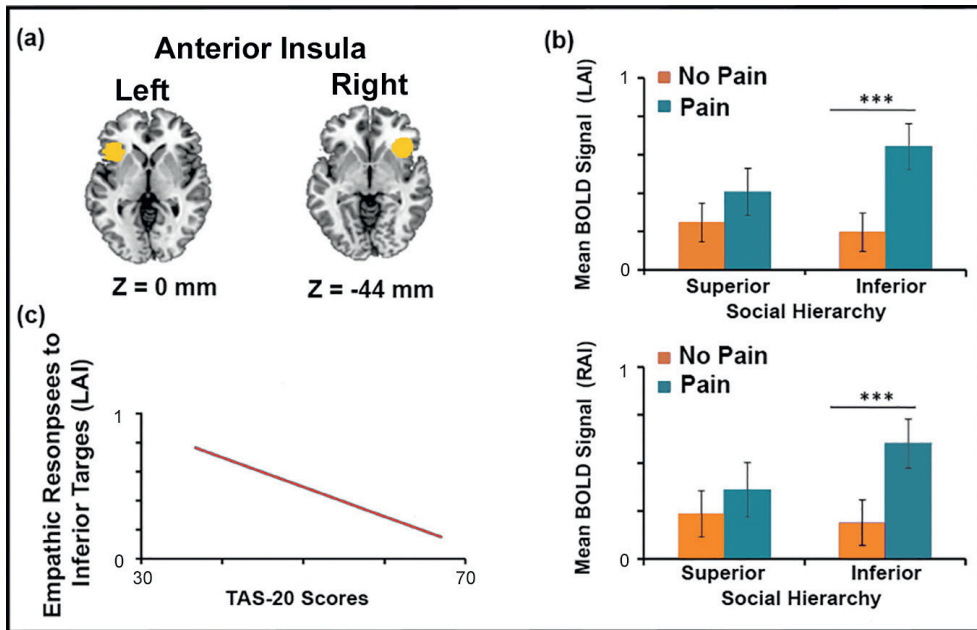 (a)
Anterior Insula
Left
Right
Z = 0 mm
Z = -44 mm
(b)
Mean BOLD Signal (LAI)
1
0
No Pain
Pain
***
Superior
Inferior
Social Hierarchy
Mean BOLD Signal (RAI)
1
0
No Pain
Pain
***
Superior
Inferior
Social Hierarchy
(c)
Empathic Resonpsees to
Inferior Targes (LAI)
1
0
30
70
TAS-20 Scores